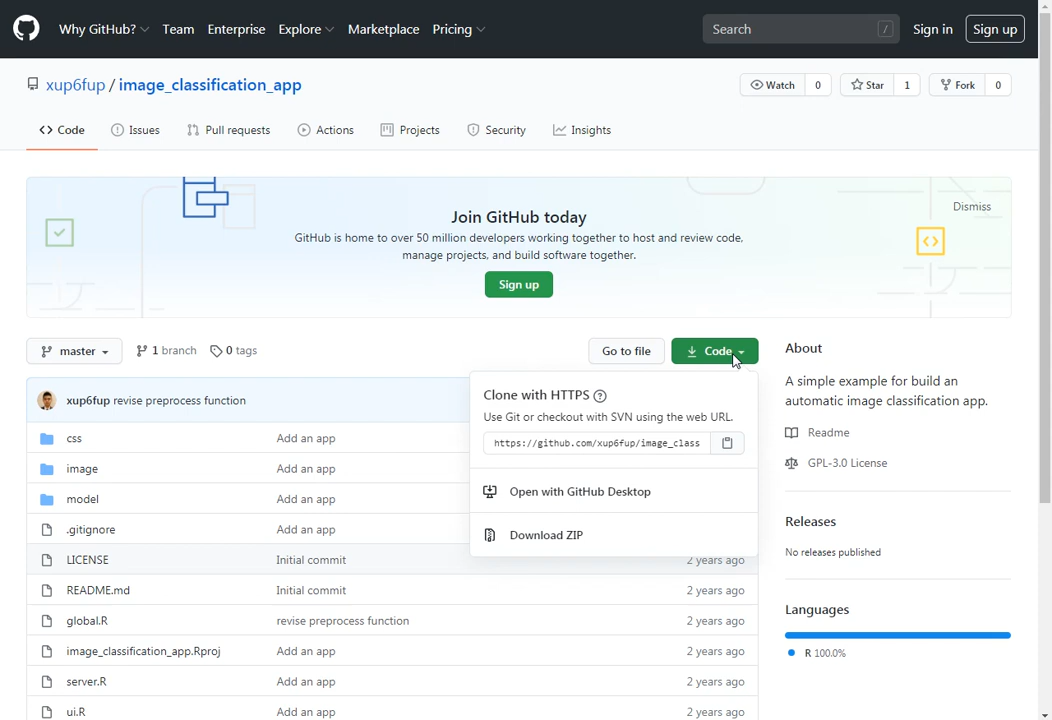 Why GitHub? Team Enterprise Explore Marketplace Pricing Search / Sign in Sign up
xup6fup / image_classification_app Watch 0 Star 1 Fork 0
Code Issues Pull requests Actions Projects Security Insights
Dismiss
Join GitHub today
GitHub is home to over 50 million developers working together to host and review code,
manage projects, and build software together.
Sign up
master 1 branch 0 tags Go to file Code
Clone with HTTPS ?
Use Git or checkout with SVN using the web URL.
https://github.com/xup6fup/image_class
Open with GitHub Desktop
Download ZIP
xup6fup revise preprocess function
css Add an app
image Add an app
model Add an app
.gitignore Add an app
LICENSE Initial commit 2 years ago
README.md Initial commit 2 years ago
global.R revise preprocess function 2 years ago
image_classification_app.Rproj Add an app 2 years ago
server.R Add an app 2 years ago
ui.R Add an app 2 years ago
About
A simple example for build an
automatic image classification app.
Readme
GPL-3.0 License
Releases
No releases published
Languages
R 100.0%